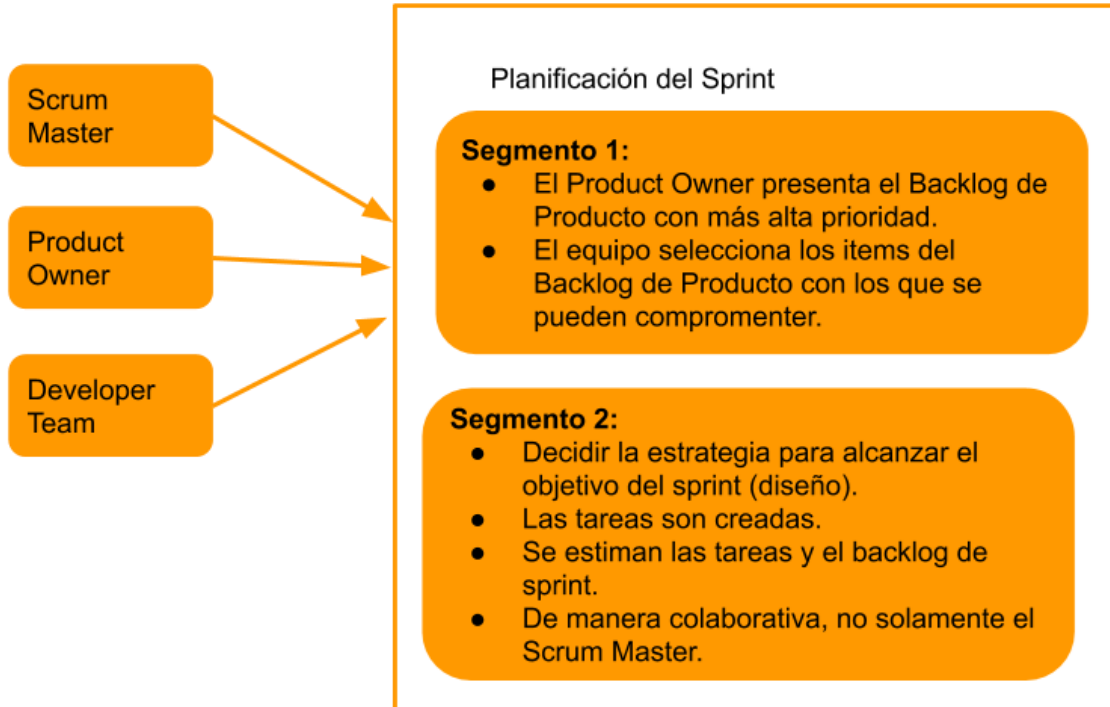 Scrum
Master
Product
Owner
Developer
Team
Planificación del Sprint
Segmento 1:
● El Product Owner presenta el Backlog de
Producto con más alta prioridad.
● El equipo selecciona los items del
Backlog de Producto con los que se
pueden compromenter.
Segmento 2:
● Decidir la estrategia para alcanzar el
objetivo del sprint (diseño).
● Las tareas son creadas.
● Se estiman las tareas y el backlog de
sprint.
● De manera colaborativa, no solamente el
Scrum Master.